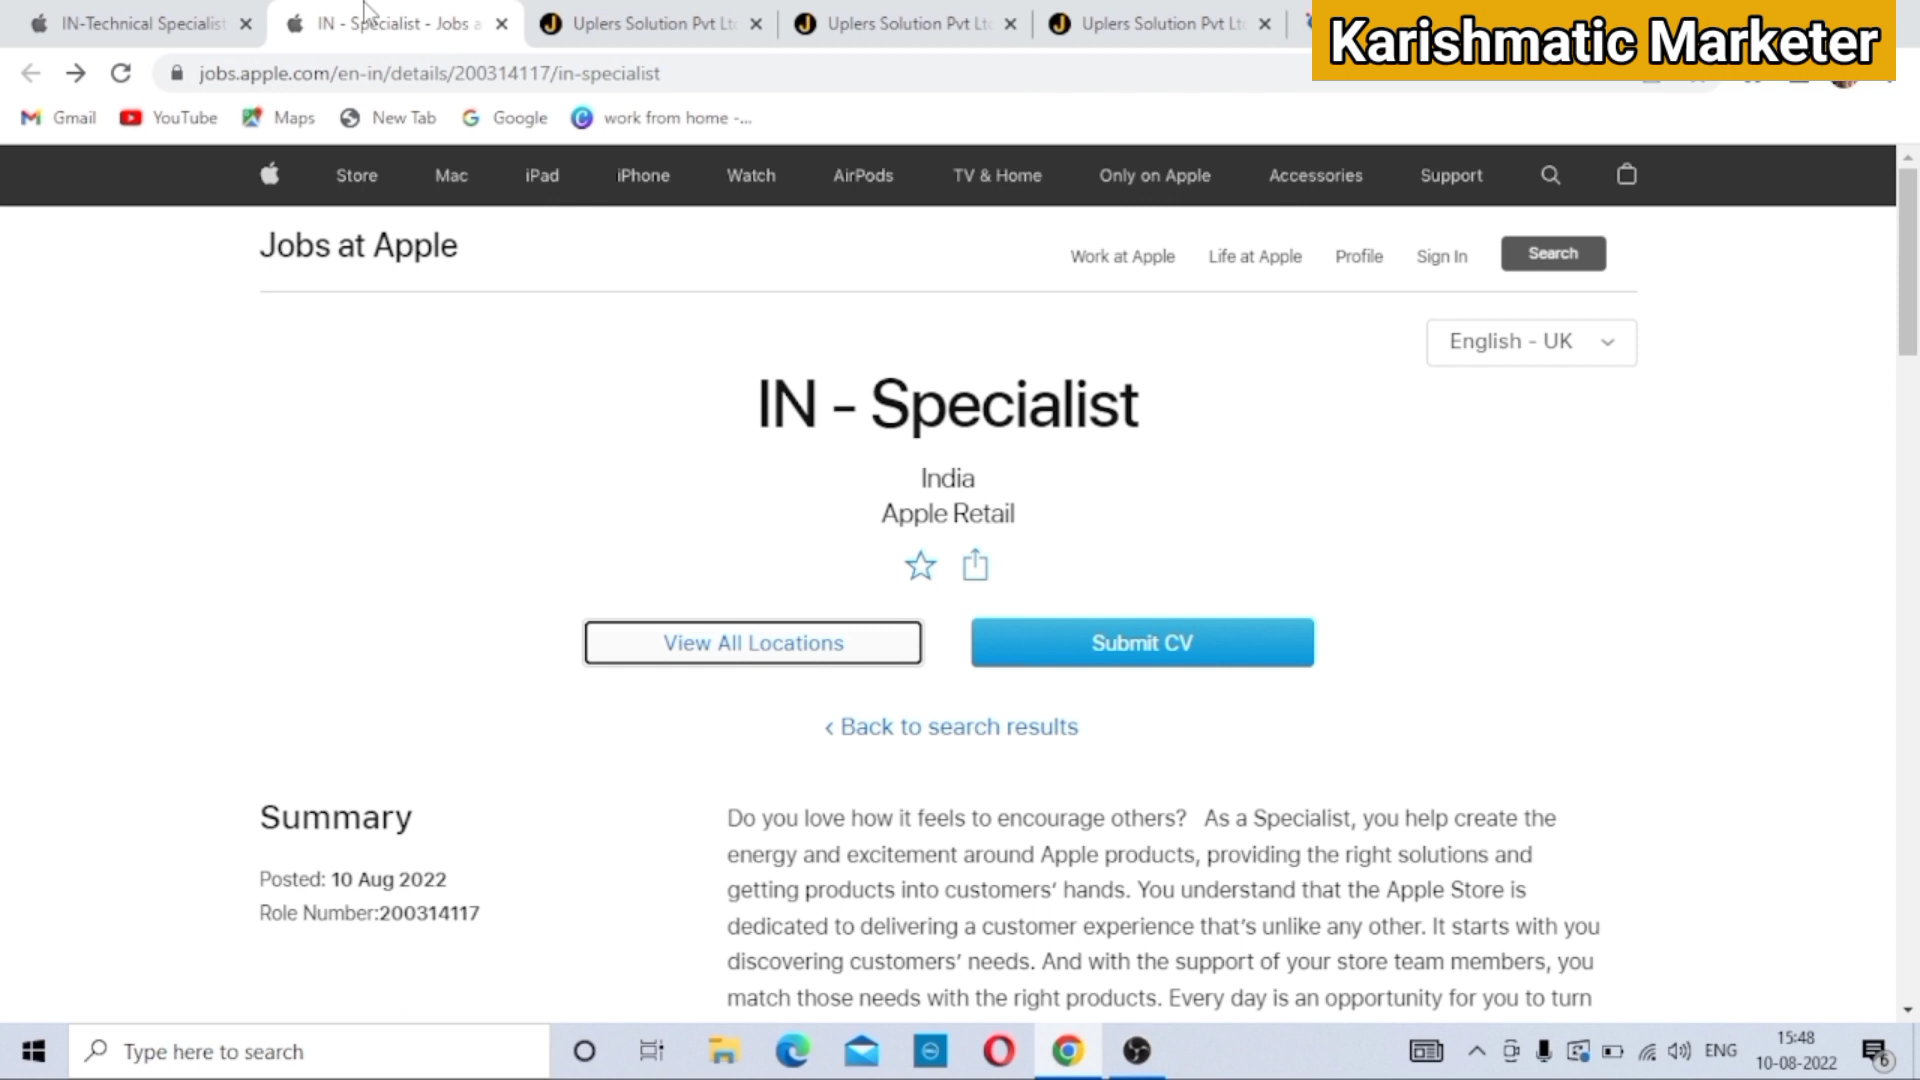 IN-Technical Specialist
IN - Specialist - Jobs a
Uplers Solution Pvt Lt
Uplers Solution Pvt Lt
Uplers Solution Pvt Lt
Karishmatic Marketer
jobs.apple.com/en-in/details/200314117/in-specialist
Gmail
YouTube
Maps
New Tab
Google
work from home -...
Store
Mac
iPad
iPhone
Watch
AirPods
TV & Home
Only on Apple
Accessories
Support
Jobs at Apple
Work at Apple
Life at Apple
Profile
Sign In
Search
English - UK
IN - Specialist
India
Apple Retail
View All Locations
Submit CV
‹ Back to search results
Summary
Posted: 10 Aug 2022
Role Number:200314117
Do you love how it feels to encourage others?   As a Specialist, you help create the
energy and excitement around Apple products, providing the right solutions and
getting products into customers’ hands. You understand that the Apple Store is
dedicated to delivering a customer experience that’s unlike any other. It starts with you
discovering customers’ needs. And with the support of your store team members, you
match those needs with the right products. Every day is an opportunity for you to turn
Type here to search
ENG
15:48
10-08-2022
6